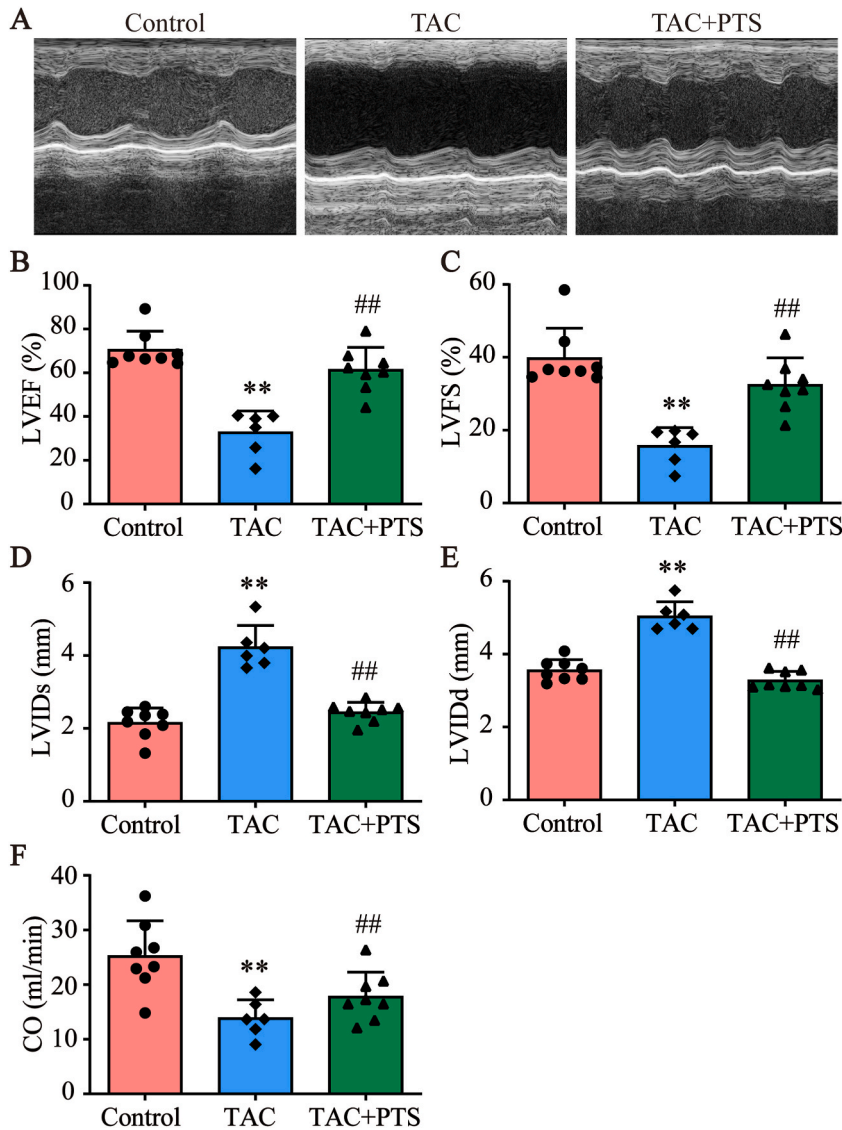 A
Control
TAC
TAC+PTS
B
LVEF (%)
100
80
60
40
20
0
**
##
Control
TAC
TAC+PTS
C
LVFS (%)
60
40
20
0
**
##
Control
TAC
TAC+PTS
D
LVIDs (mm)
6
4
2
0
**
##
Control
TAC
TAC+PTS
E
LVIDd (mm)
6
4
2
0
**
##
Control
TAC
TAC+PTS
F
CO (ml/min)
40
30
20
10
0
**
##
Control
TAC
TAC+PTS